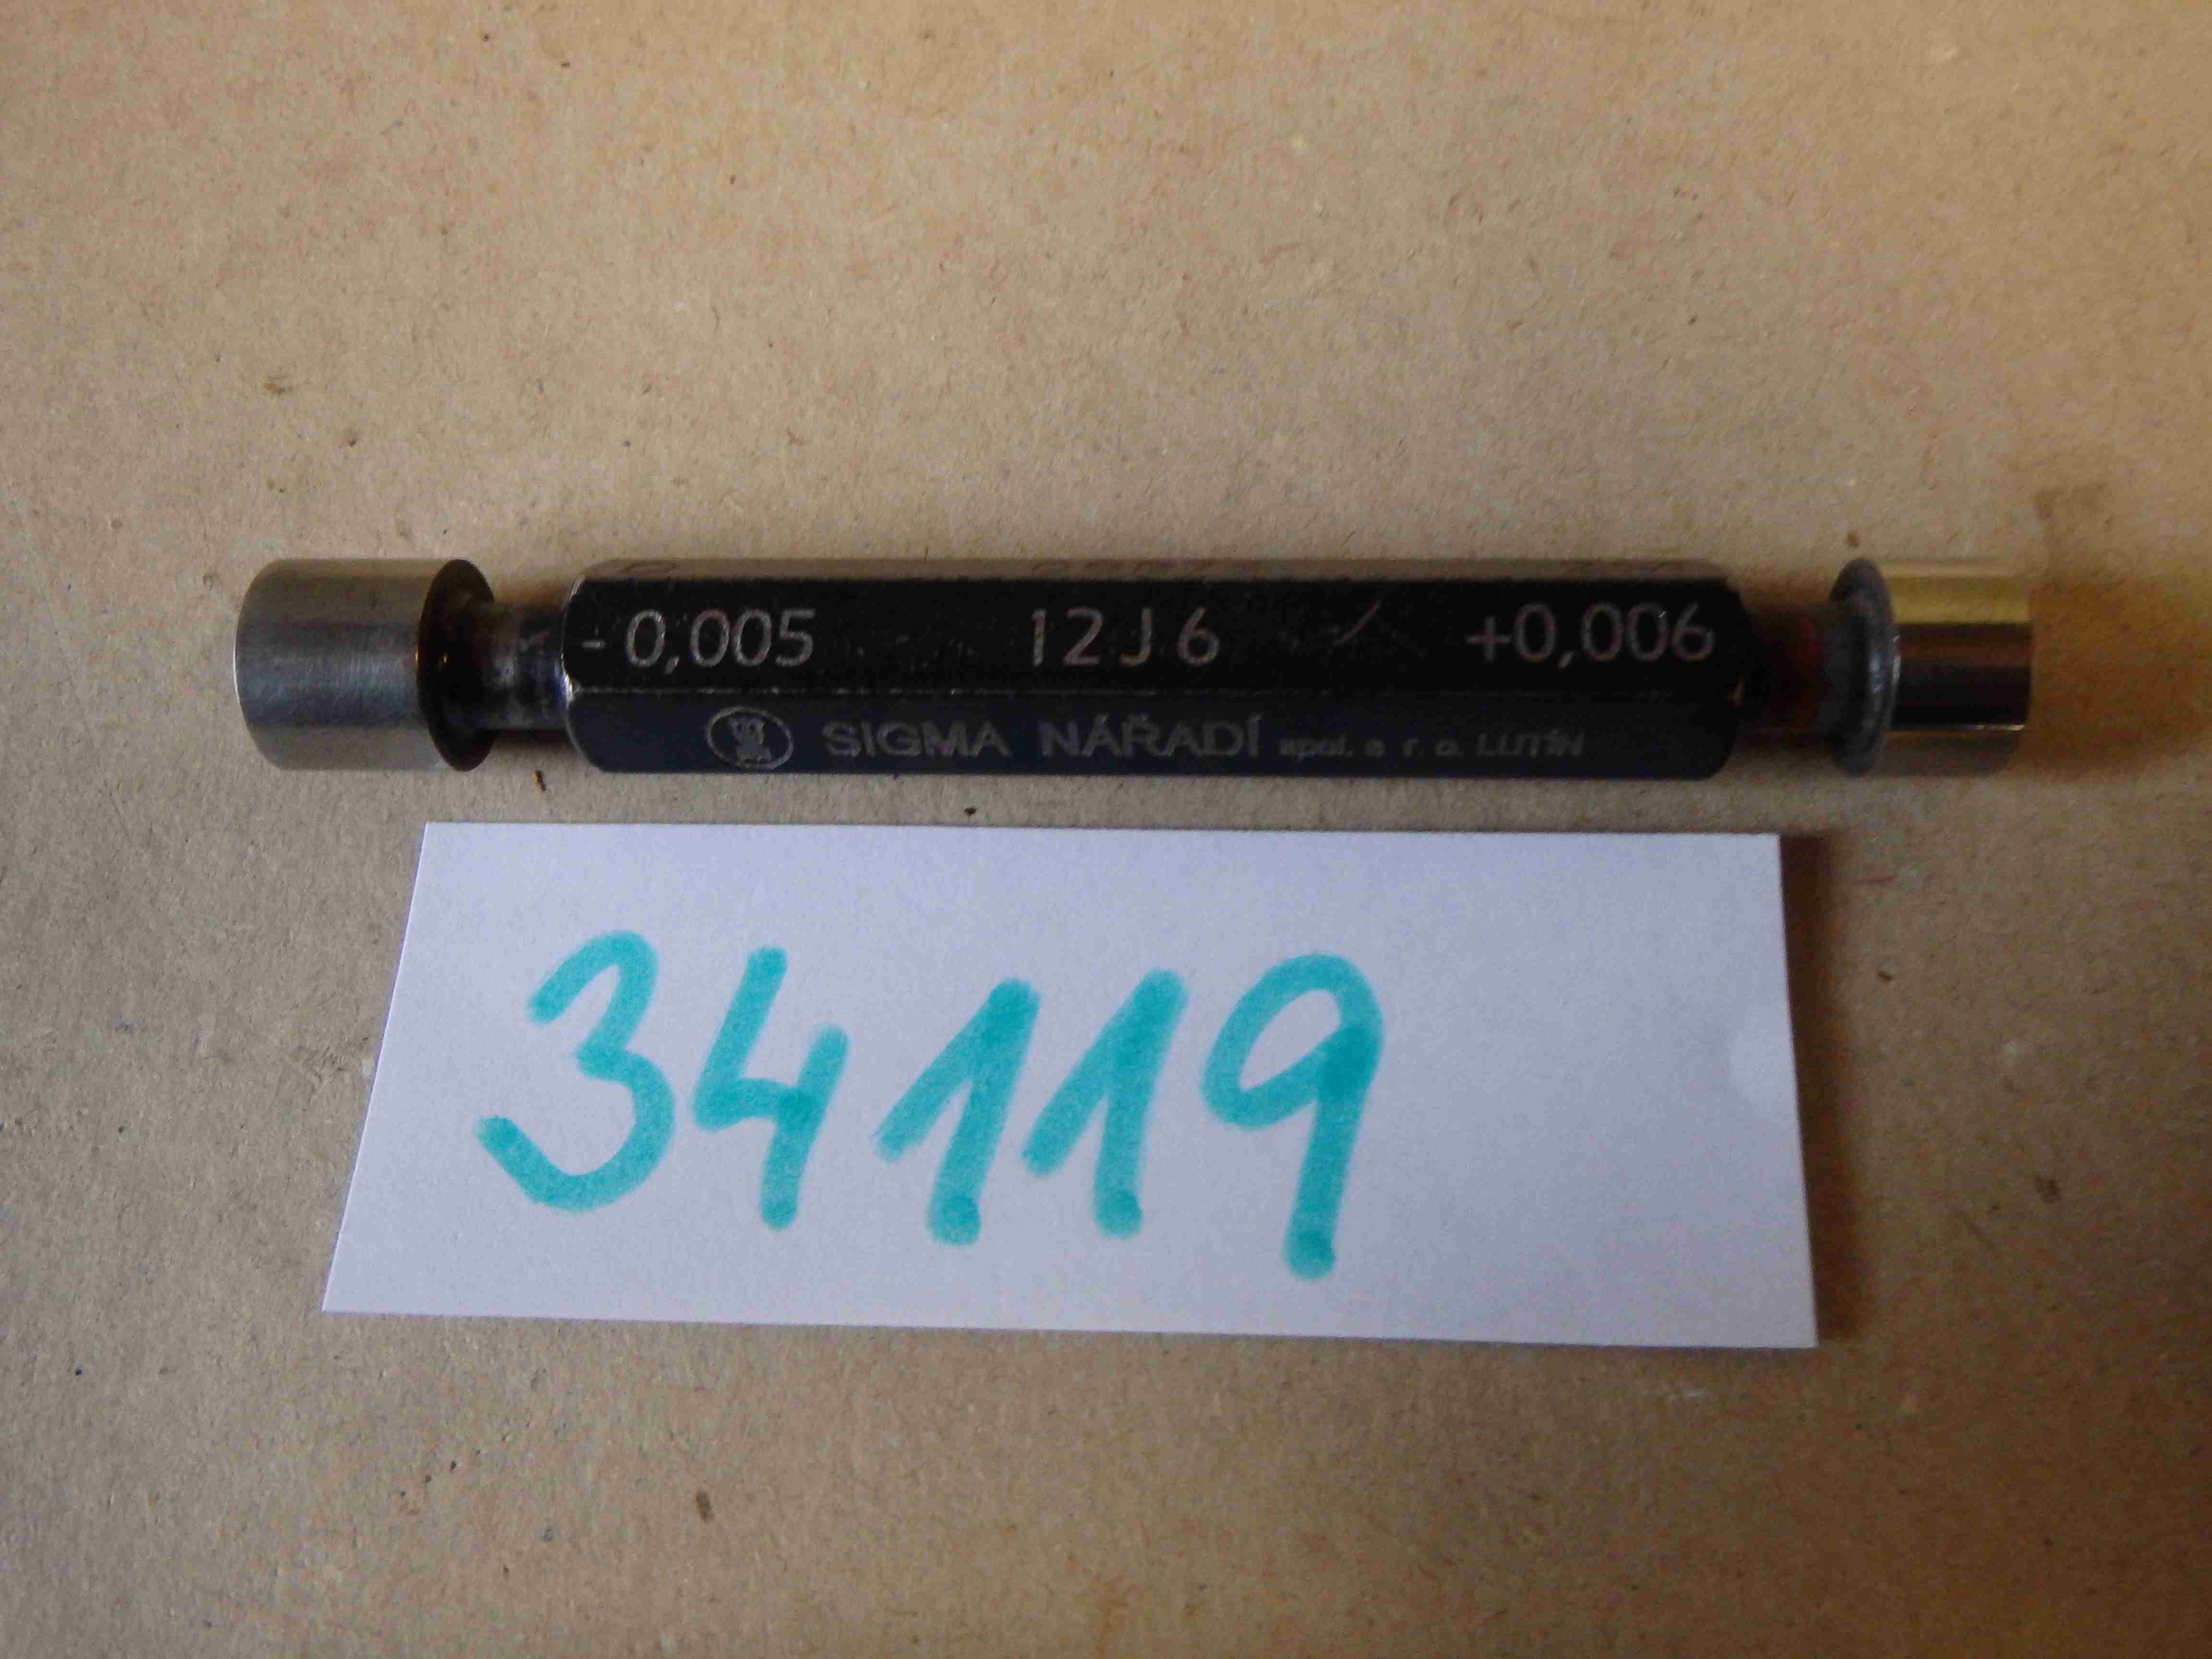 -0,005 12J6 +0,006
SIGMA NÁŘADÍ spol. s r. o. LUTÍN
34119